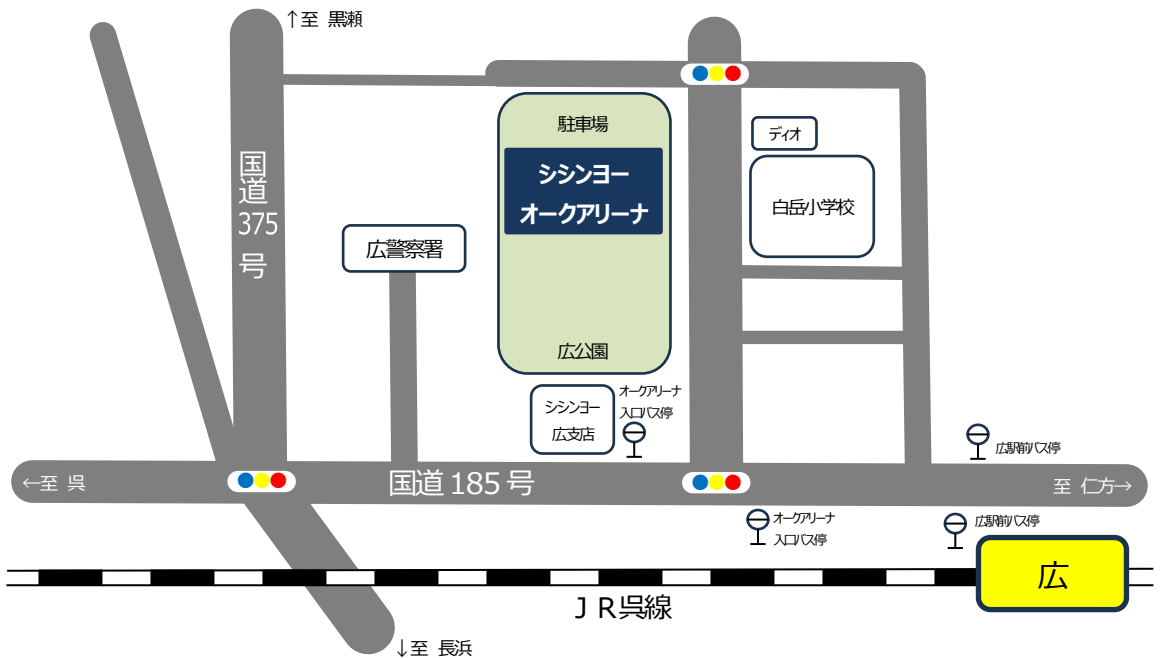 ↑至 黒瀬
国道
375
号
駐車場
シシンヨー
オークアリーナ
ディオ
白岳小学校
広警察署
広公園
シシンヨー
広支店
オークアリーナ
入口バス停
広駅前バス停
←至 呉
国道 185 号
至 仁方→
オークアリーナ
入口バス停
広駅前バス停
広
ＪＲ呉線
↓至 長浜